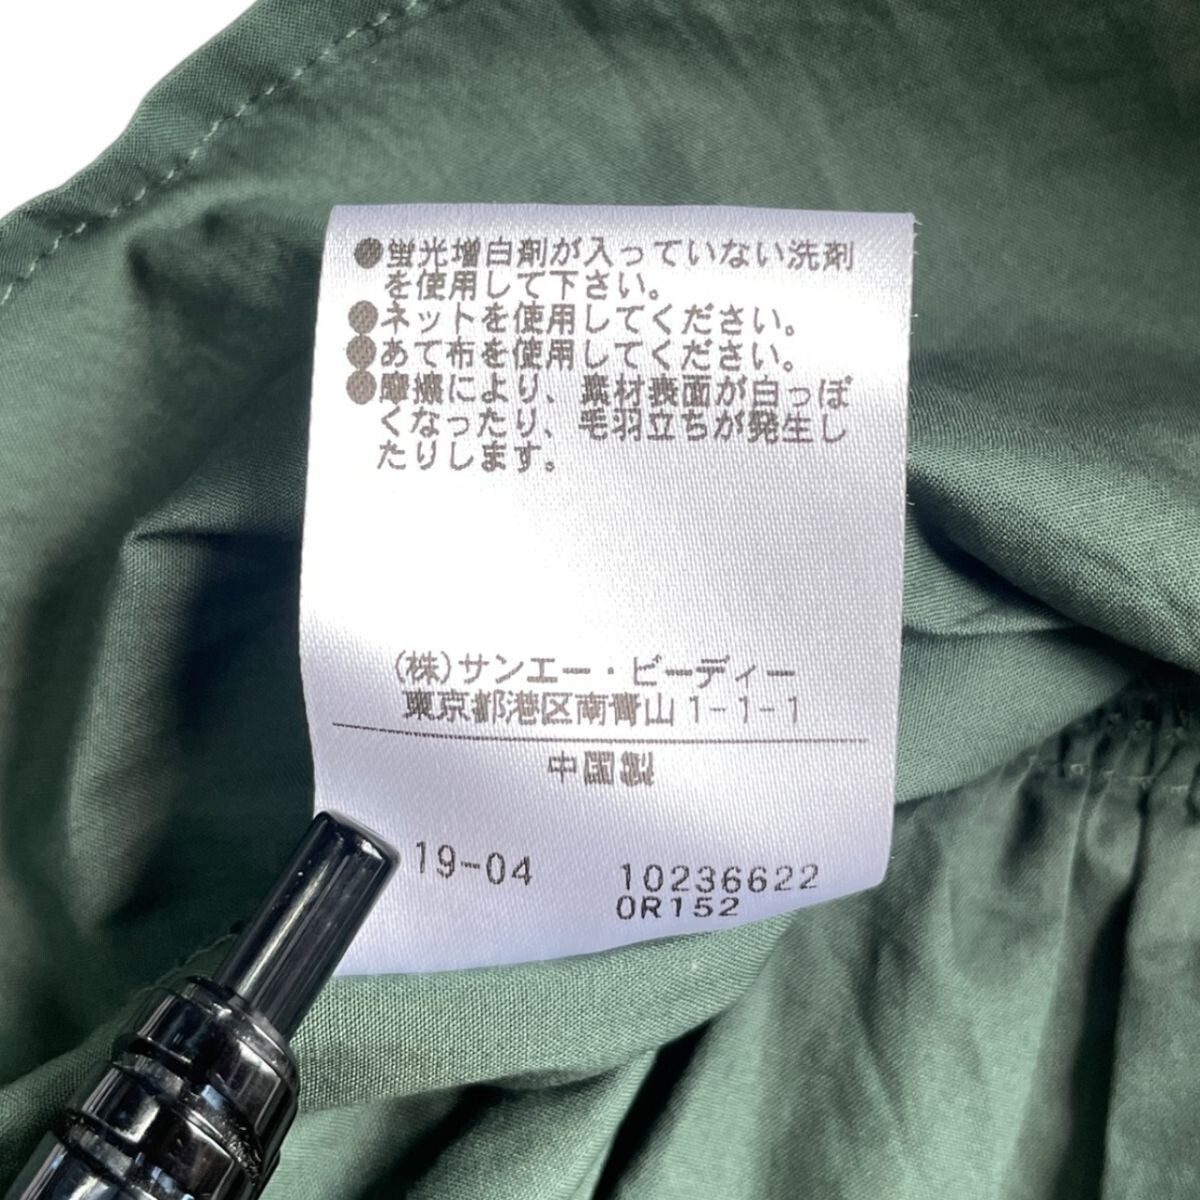 ●蛍光増白剤が入っていない洗剤
を使用して下さい。
●ネットを使用してください。
●あて布を使用してください。
●摩擦により、素材表面が白っぽ
くなったり、毛羽立ちが発生し
たりします。
(株)サンエー・ビーディー
東京都港区南青山1-1-1
中国製
19-04
10236622
0R152